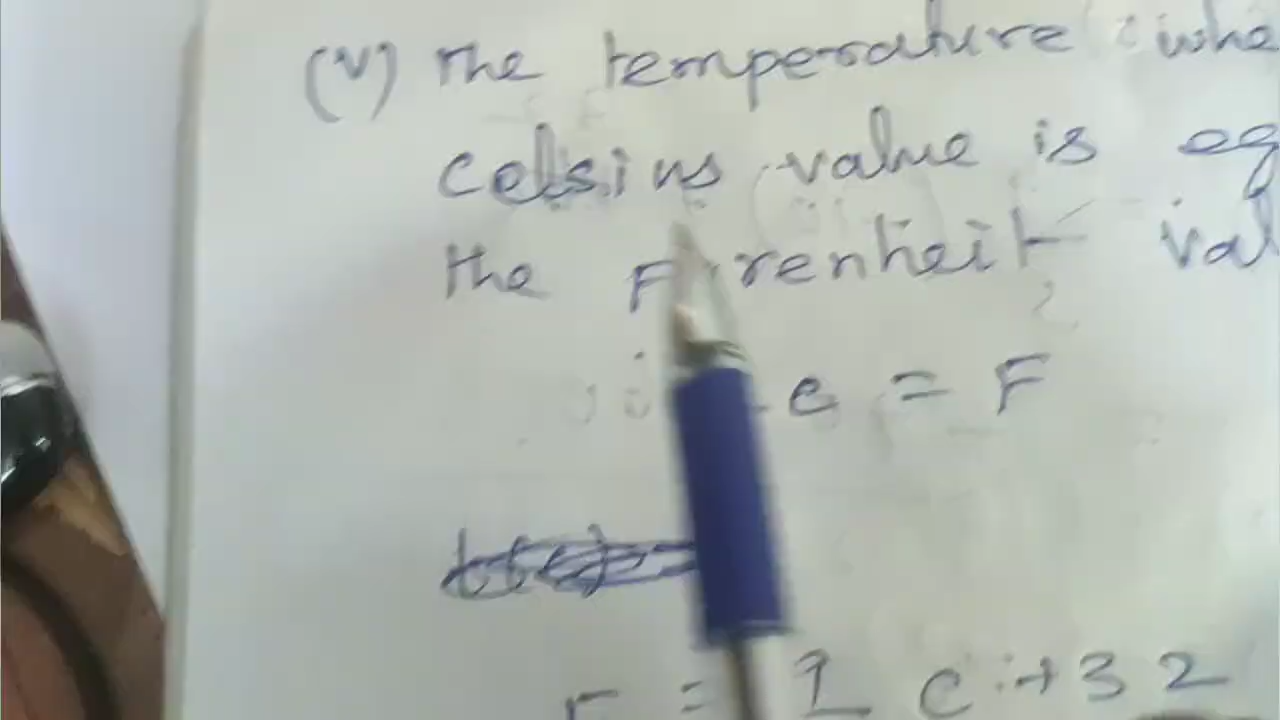 (v) The temperature whe
celsius value is eq
the F renheit val
c = F
F = 9 c + 32